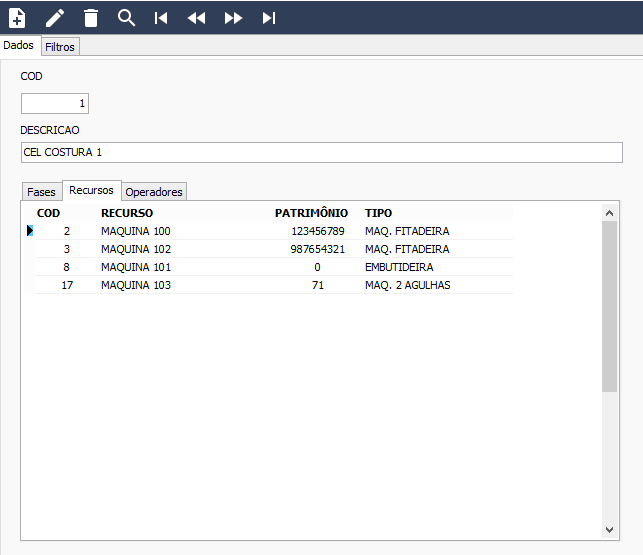 Dados Filtros
COD
1
DESCRICAO
CEL COSTURA 1
Fases Recursos Operadores
COD RECURSO PATRIMÔNIO TIPO
2 MAQUINA 100 123456789 MAQ. FITADEIRA
3 MAQUINA 102 987654321 MAQ. FITADEIRA
8 MAQUINA 101 0 EMBUTIDEIRA
17 MAQUINA 103 71 MAQ. 2 AGULHAS